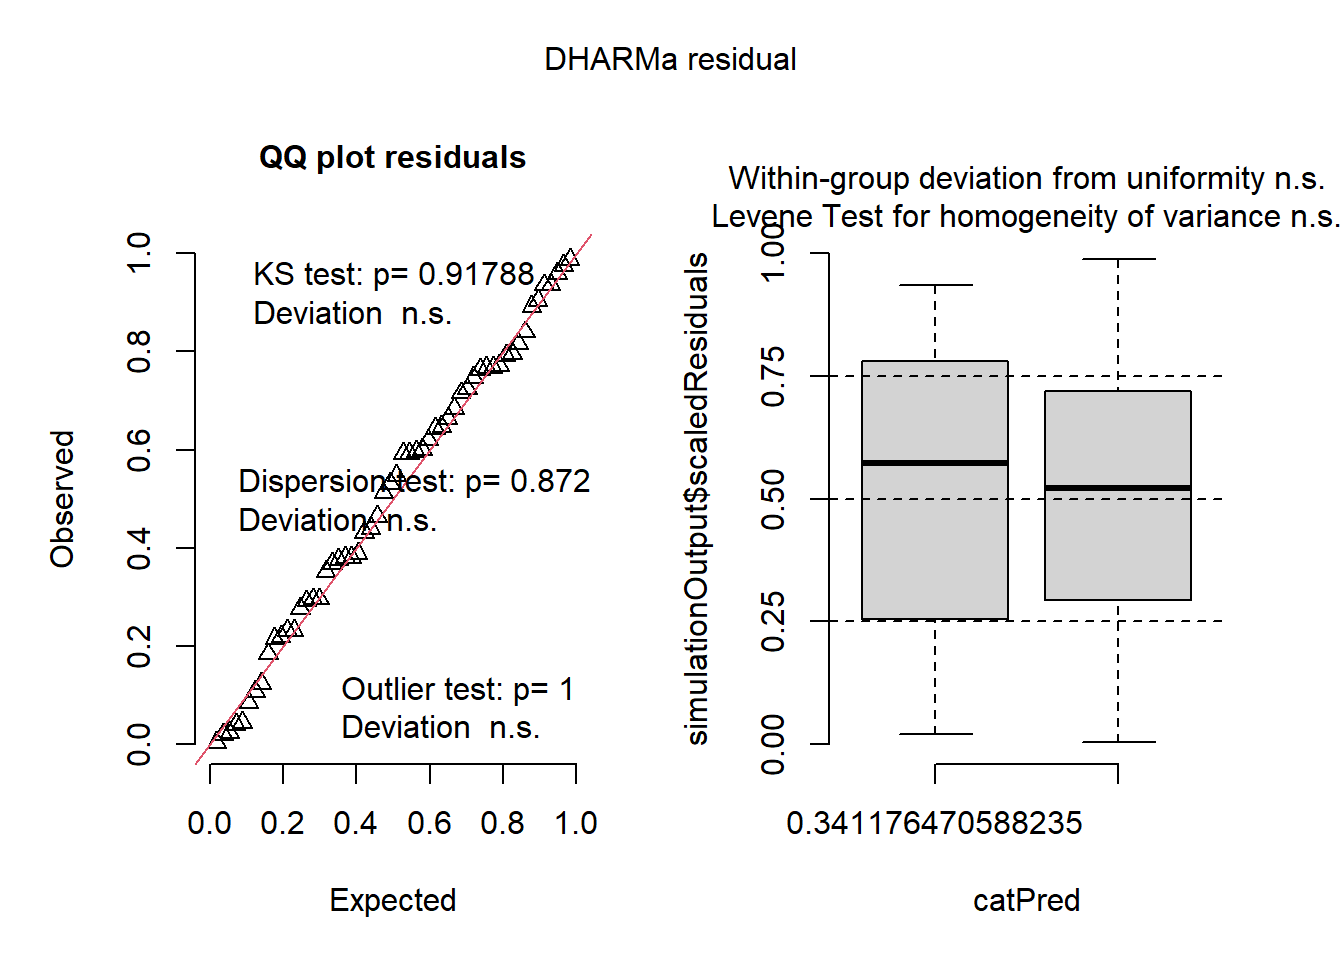 DHARMa residual
QQ plot residuals
KS test: p= 0.91788
Deviation  n.s.
Dispersion test: p= 0.872
Deviation  n.s.
Outlier test: p= 1
Deviation  n.s.
Observed
0.0 0.2 0.4 0.6 0.8 1.0
0.0 0.2 0.4 0.6 0.8 1.0
Expected
Within-group deviation from uniformity n.s.
Levene Test for homogeneity of variance n.s.
simulationOutput$scaledResiduals
0.00 0.25 0.50 0.75 1.00
0.341176470588235
catPred